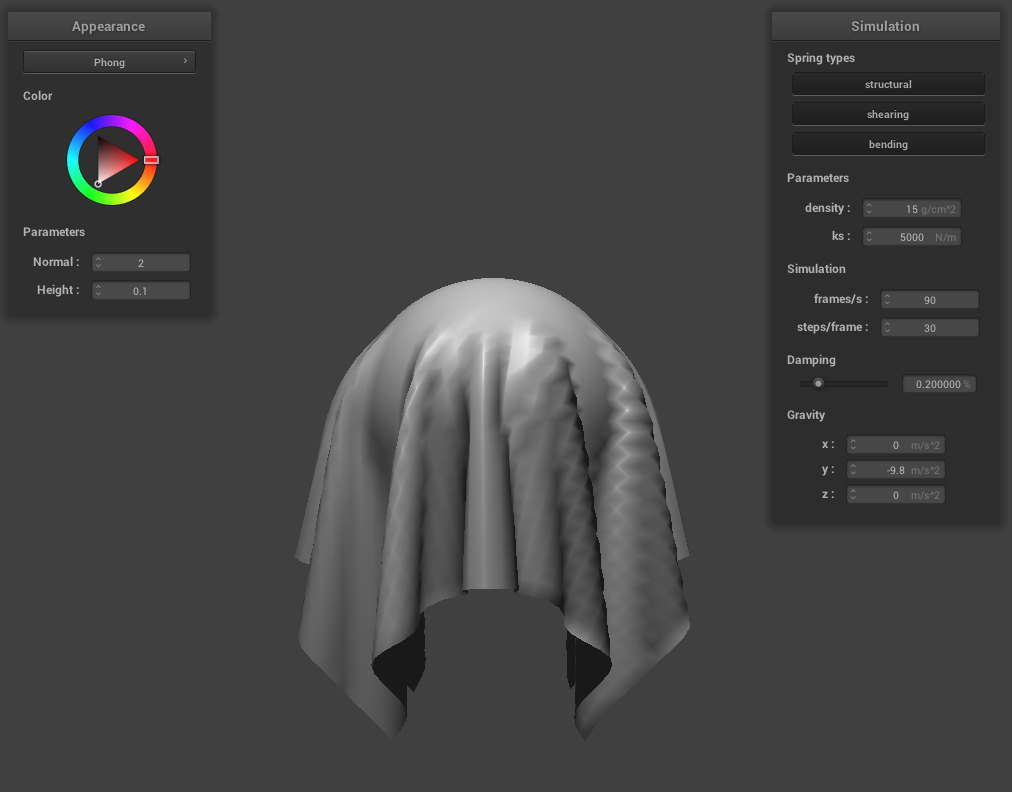 Appearance
Phong
Color
Parameters
Normal : 2
Height : 0.1
Simulation
Spring types
structural
shearing
bending
Parameters
density : 15 g/cm^2
ks : 5000 N/m
Simulation
frames/s : 90
steps/frame : 30
Damping
0.200000 %
Gravity
x : 0 m/s^2
y : -9.8 m/s^2
z : 0 m/s^2